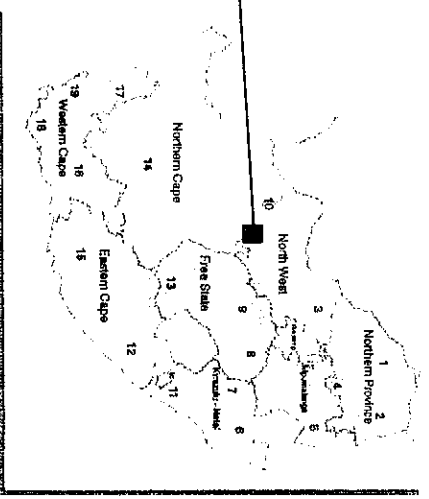 1
2
Northern Province
3
4
5
Mpumalanga
North West
10
9
8
7
6
Kwazulu - Natal
Free State
13
11
12
Northern Cape
14
17
Eastern Cape
15
16
Western Cape
19
18